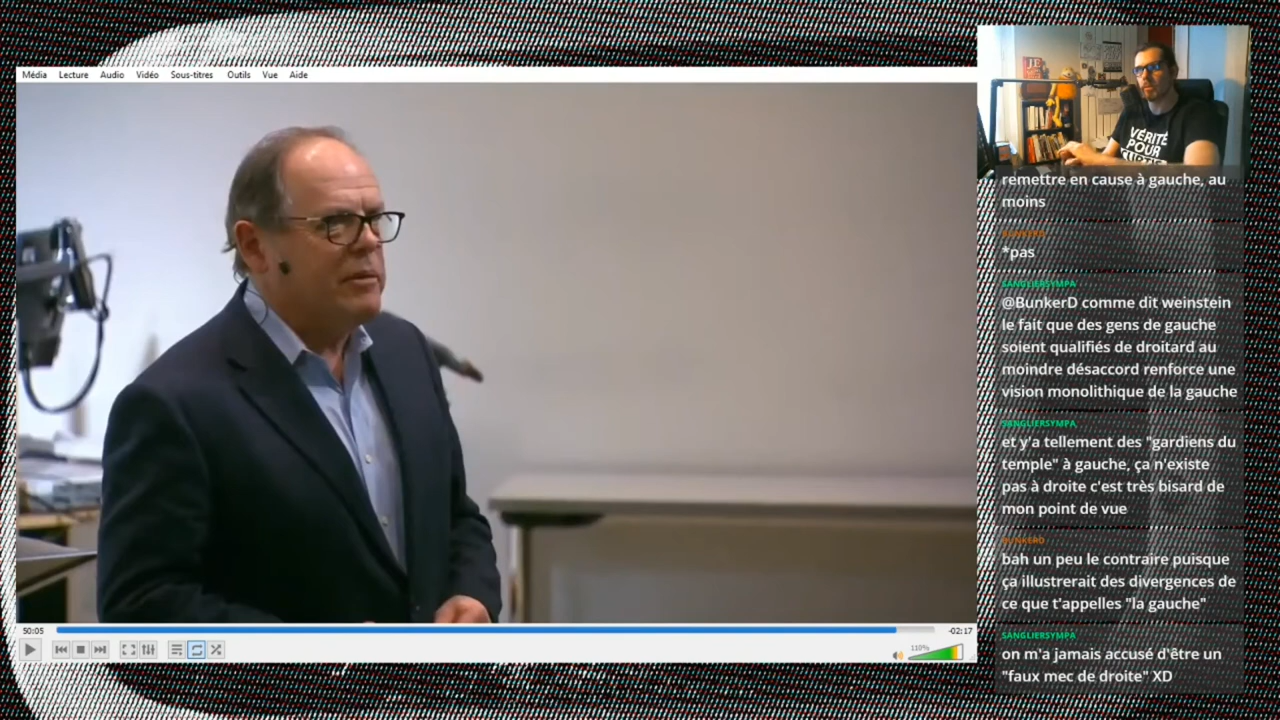 Média Lecture Audio Vidéo Sous-titres Outils Vue Aide
JE
VÉRITÉ
POUR
remettre en cause à gauche, au
moins
BUNKERD
*pas
SANGLIERSYMPA
@BunkerD comme dit weinstein
le fait que des gens de gauche
soient qualifiés de droitard au
moindre désaccord renforce une
vision monolithique de la gauche
SANGLIERSYMPA
et y'a tellement des "gardiens du
temple" à gauche, ça n'existe
pas à droite c'est très bisard de
mon point de vue
BUNKERD
bah un peu le contraire puisque
ça illustrerait des divergences de
ce que t'appelles "la gauche"
SANGLIERSYMPA
on m'a jamais accusé d'être un
"faux mec de droite" XD
50:05
-02:17
110%